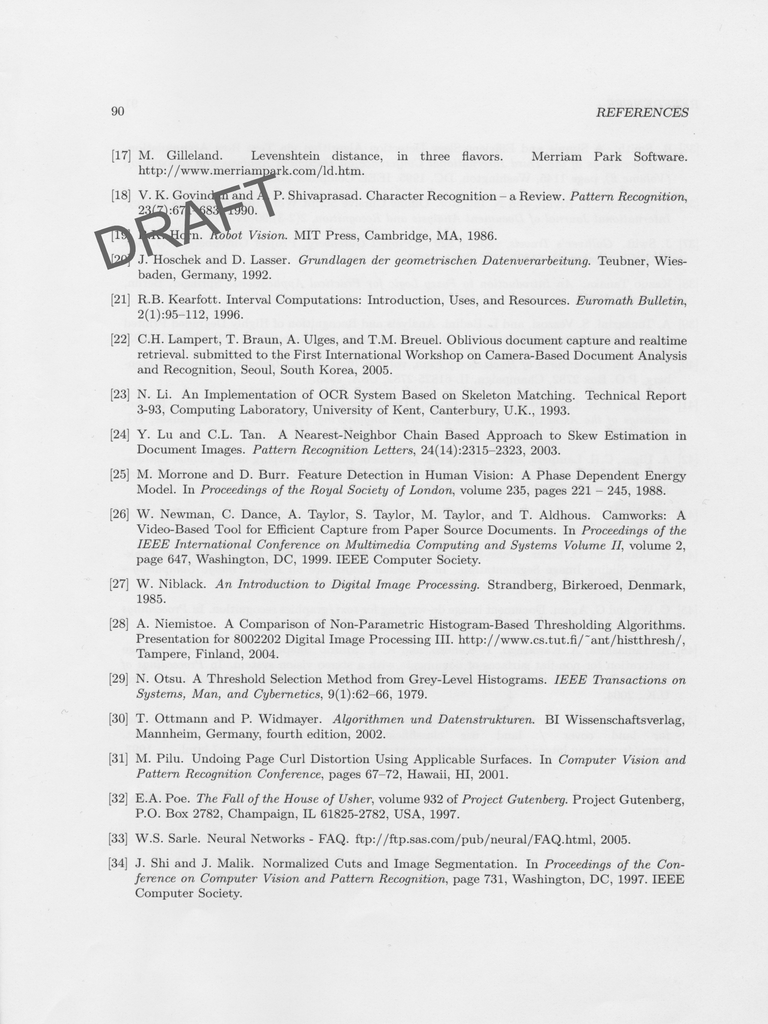 90 REFERENCES
[17] M. Gilleland. Levenshtein distance, in three flavors. Merriam Park Software.
http://www.merriampark.com/ld.htm.
[18] V. K. Govindan and A. P. Shivaprasad. Character Recognition – a Review. Pattern Recognition,
23(7):671–683, 1990.
DRAFT
[19] Horn. Robot Vision. MIT Press, Cambridge, MA, 1986.
[20] J. Hoschek and D. Lasser. Grundlagen der geometrischen Datenverarbeitung. Teubner, Wies-
baden, Germany, 1992.
[21] R.B. Kearfott. Interval Computations: Introduction, Uses, and Resources. Euromath Bulletin,
2(1):95–112, 1996.
[22] C.H. Lampert, T. Braun, A. Ulges, and T.M. Breuel. Oblivious document capture and realtime
retrieval. submitted to the First International Workshop on Camera-Based Document Analysis
and Recognition, Seoul, South Korea, 2005.
[23] N. Li. An Implementation of OCR System Based on Skeleton Matching. Technical Report
3-93, Computing Laboratory, University of Kent, Canterbury, U.K., 1993.
[24] Y. Lu and C.L. Tan. A Nearest-Neighbor Chain Based Approach to Skew Estimation in
Document Images. Pattern Recognition Letters, 24(14):2315–2323, 2003.
[25] M. Morrone and D. Burr. Feature Detection in Human Vision: A Phase Dependent Energy
Model. In Proceedings of the Royal Society of London, volume 235, pages 221 – 245, 1988.
[26] W. Newman, C. Dance, A. Taylor, S. Taylor, M. Taylor, and T. Aldhous. Camworks: A
Video-Based Tool for Efficient Capture from Paper Source Documents. In Proceedings of the
IEEE International Conference on Multimedia Computing and Systems Volume II, volume 2,
page 647, Washington, DC, 1999. IEEE Computer Society.
[27] W. Niblack. An Introduction to Digital Image Processing. Strandberg, Birkeroed, Denmark,
1985.
[28] A. Niemistoe. A Comparison of Non-Parametric Histogram-Based Thresholding Algorithms.
Presentation for 8002202 Digital Image Processing III. http://www.cs.tut.fi/~ant/histthresh/,
Tampere, Finland, 2004.
[29] N. Otsu. A Threshold Selection Method from Grey-Level Histograms. IEEE Transactions on
Systems, Man, and Cybernetics, 9(1):62–66, 1979.
[30] T. Ottmann and P. Widmayer. Algorithmen und Datenstrukturen. BI Wissenschaftsverlag,
Mannheim, Germany, fourth edition, 2002.
[31] M. Pilu. Undoing Page Curl Distortion Using Applicable Surfaces. In Computer Vision and
Pattern Recognition Conference, pages 67–72, Hawaii, HI, 2001.
[32] E.A. Poe. The Fall of the House of Usher, volume 932 of Project Gutenberg. Project Gutenberg,
P.O. Box 2782, Champaign, IL 61825-2782, USA, 1997.
[33] W.S. Sarle. Neural Networks - FAQ. ftp://ftp.sas.com/pub/neural/FAQ.html, 2005.
[34] J. Shi and J. Malik. Normalized Cuts and Image Segmentation. In Proceedings of the Con-
ference on Computer Vision and Pattern Recognition, page 731, Washington, DC, 1997. IEEE
Computer Society.